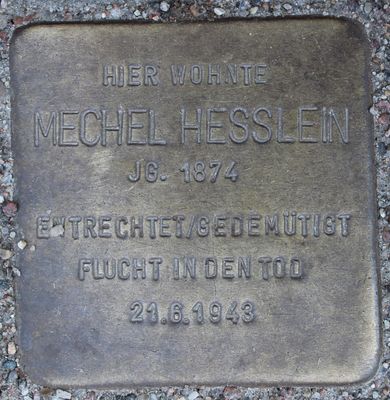 HIER WOHNTE
MECHEL HESSLEIN
JG. 1874
ENTRECHTET/GEDEMÜTIGT
FLUCHT IN DEN TOD
21.6.1943